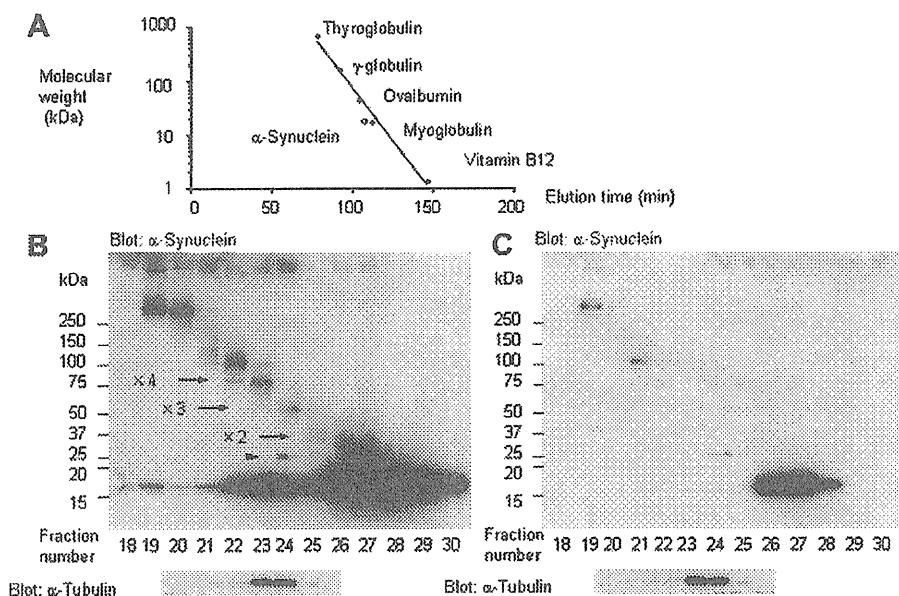 A
1000
100
10
1
Molecular
weight
(kDa)
Thyroglobulin
γ-globulin
Ovalbumin
α-Synuclein
Myoglobulin
Vitamin B12
0 50 100 150 200
Elution time (min)
B
Blot: α-Synuclein
kDa
250
150
100
75
50
37
25
20
15
×4
×3
×2
Fraction
number
18 19 20 21 22 23 24 25 26 27 28 29 30
Blot: α-Tubulin
C
Blot: α-Synuclein
kDa
250
150
100
75
50
37
25
20
15
Fraction
number
18 19 20 21 22 23 24 25 26 27 28 29 30
Blot: α-Tubulin